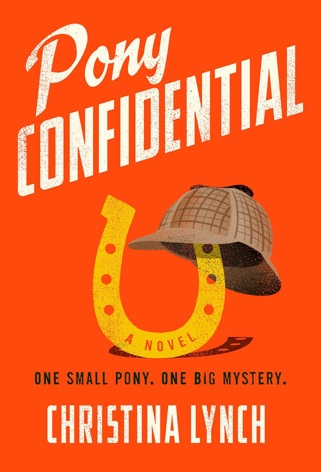 Pony
CONFIDENTIAL
A NOVEL
ONE SMALL PONY. ONE BIG MYSTERY.
CHRISTINA LYNCH